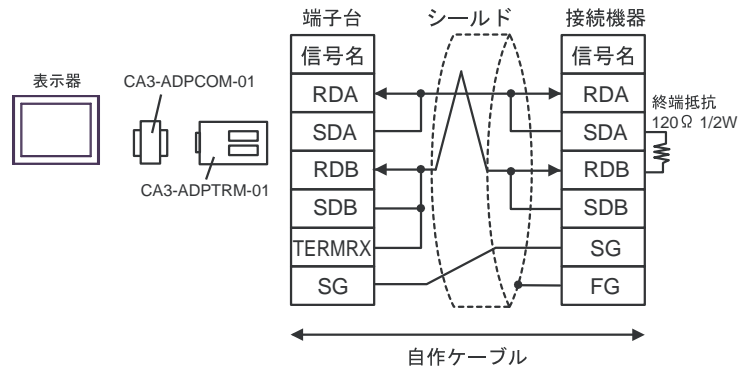 端子台
シールド
接続機器
信号名
信号名
表示器
CA3-ADPCOM-01
RDA
RDA
終端抵抗
120Ω 1/2W
SDA
SDA
RDB
RDB
CA3-ADPTRM-01
SDB
SDB
TERMRX
SG
SG
FG
自作ケーブル